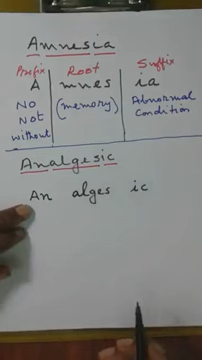 Amnesia
Prefix Root Suffix
A mnes ia
No (memory) Abnormal
Not Condition
without
Analgesic
An alges ic